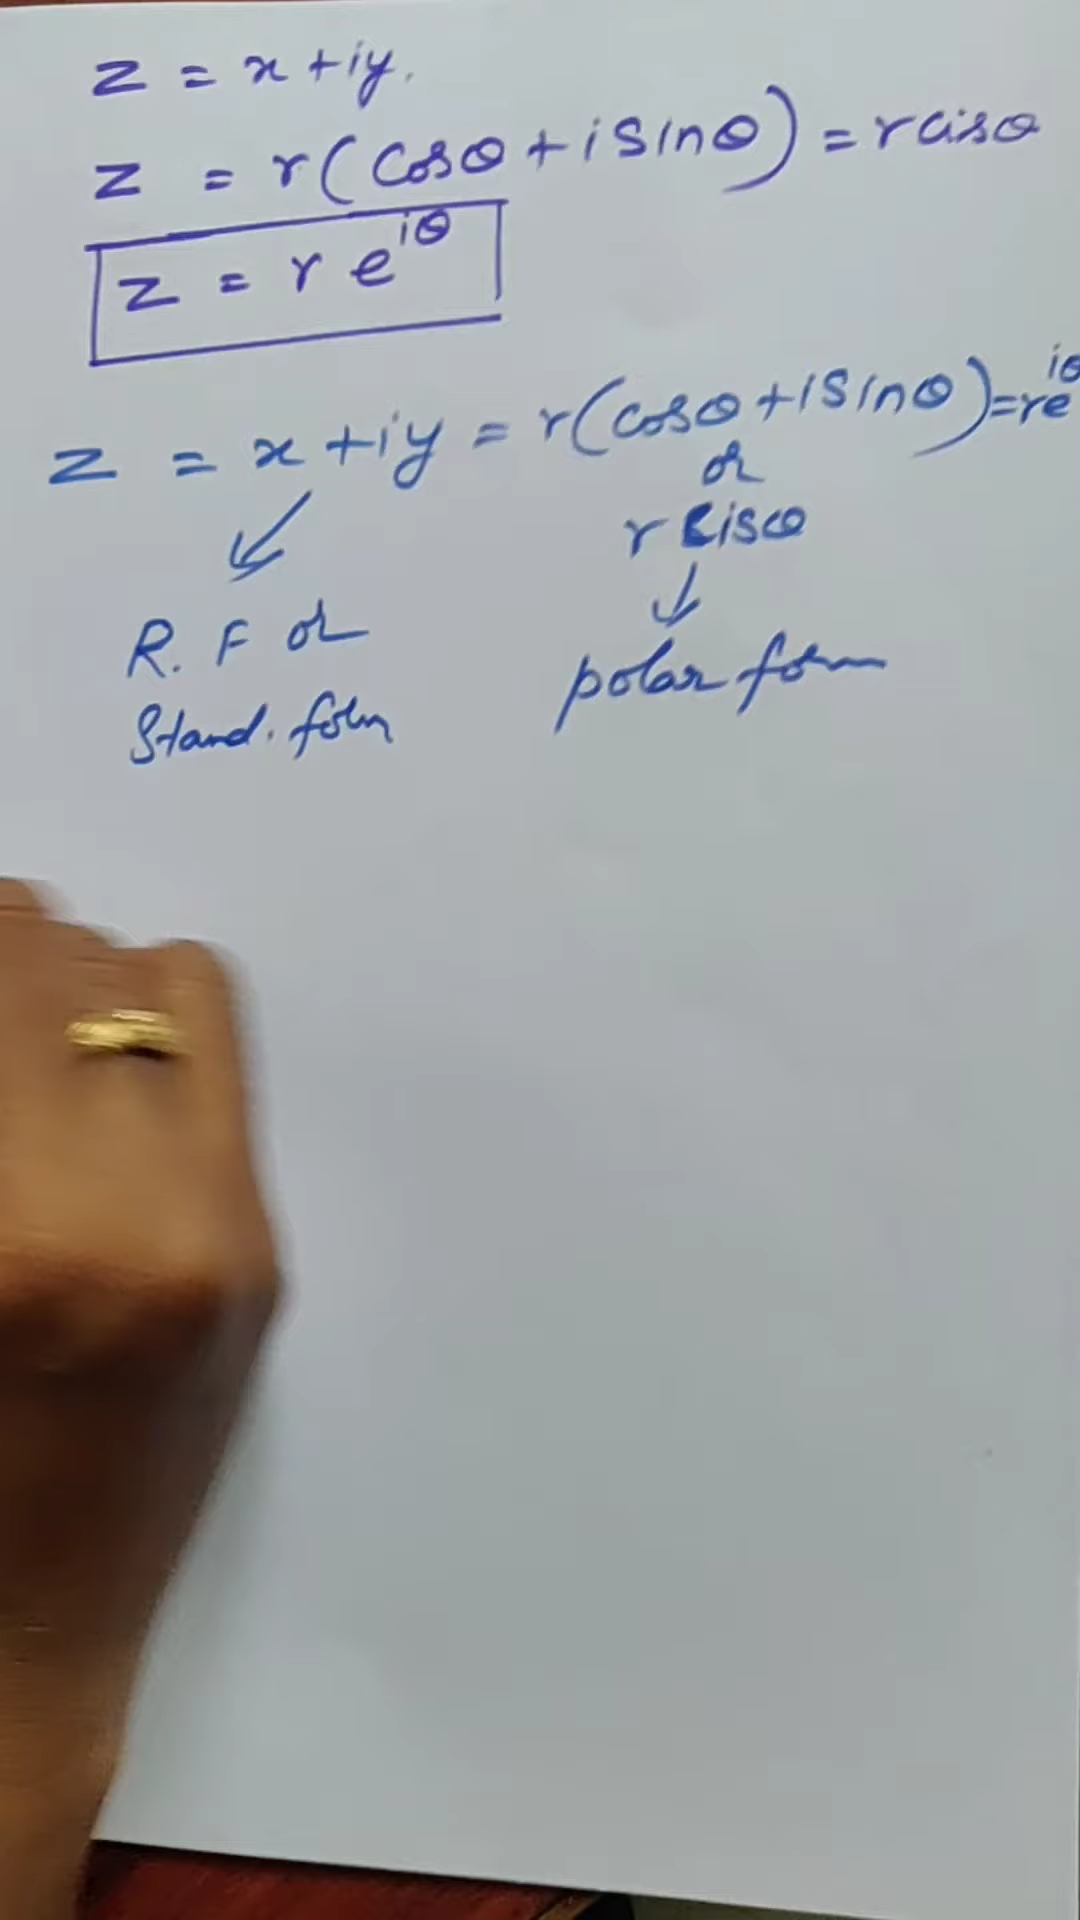 z = x + iy.
z = r(cosθ + i sinθ) = r cisθ
z = r e^{iθ}
z = x + iy = r(cosθ + i sinθ) = re^{iθ}
or
r cisθ
R. F or
Stand. form
polar form